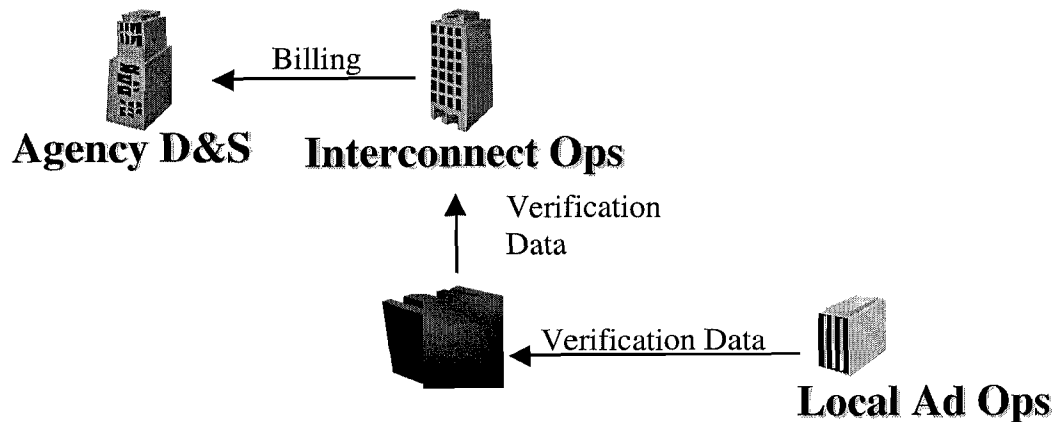 Billing
Agency D&S
Interconnect Ops
Verification
Data
Verification Data
Local Ad Ops